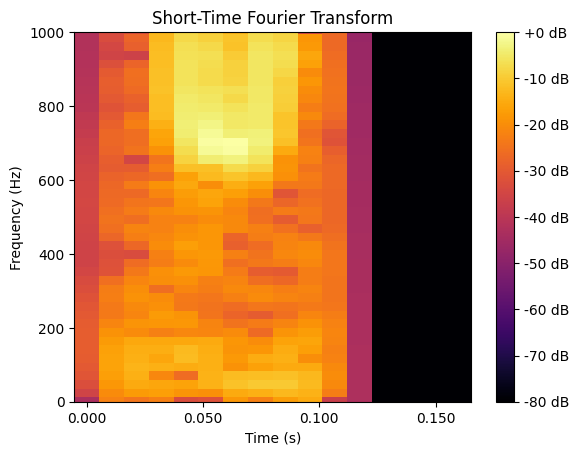 Short-Time Fourier Transform
1000
800
600
400
200
0
Frequency (Hz)
0.000
0.050
0.100
0.150
Time (s)
+0 dB
-10 dB
-20 dB
-30 dB
-40 dB
-50 dB
-60 dB
-70 dB
-80 dB